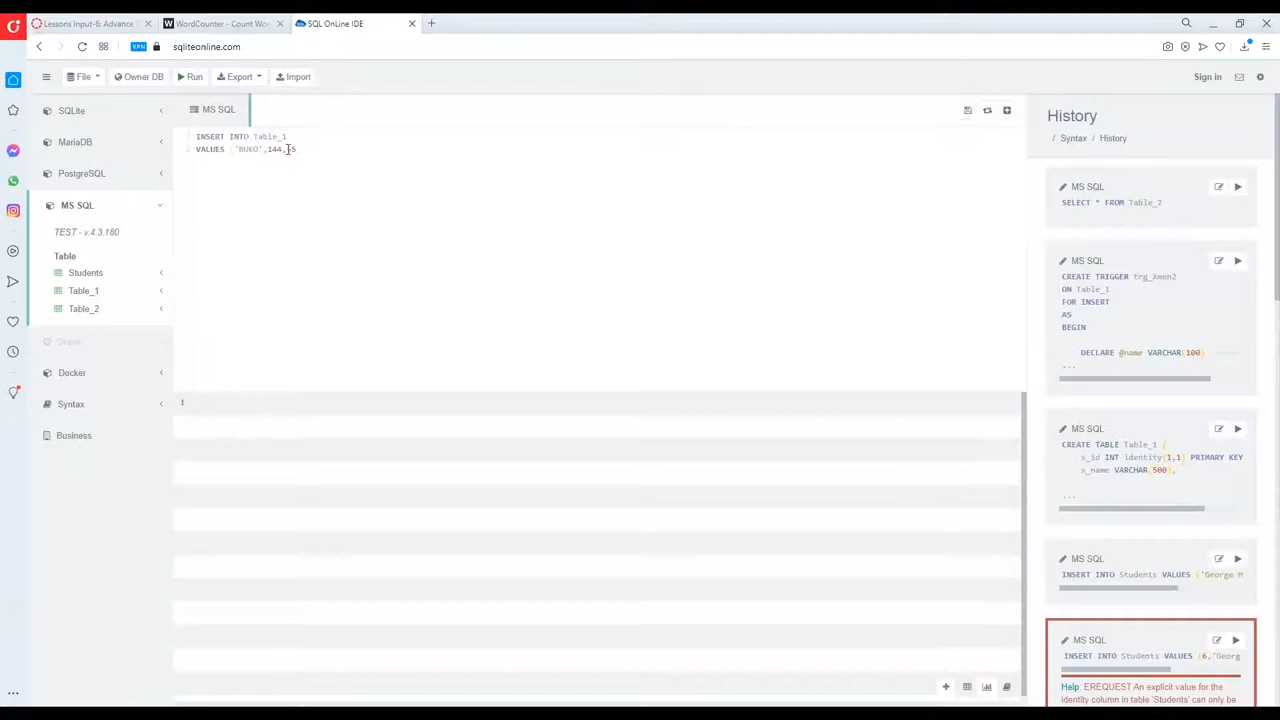 Lessons Input-6: Advance
WordCounter - Count Wo
SQL Online IDE
VPN
sqliteonline.com
File
Owner DB
Run
Export
Import
Sign in
SQLite
MariaDB
PostgreSQL
MS SQL
TEST - v.4.3.180
Table
Students
Table_1
Table_2
Docker
Syntax
Business
MS SQL
INSERT INTO Table_1
VALUES ('BUKO',144,
History
/ Syntax / History
MS SQL
SELECT * FROM Table_2
MS SQL
CREATE TRIGGER trg_Xmen2
ON Table_1
FOR INSERT
AS
BEGIN
DECLARE @name VARCHAR(100)
...
MS SQL
CREATE TABLE Table_1 (
x_id INT identity(1,1) PRIMARY KEY
x_name VARCHAR(500),
...
MS SQL
INSERT INTO Students VALUES ('George M
MS SQL
INSERT INTO Students VALUES (6,'Georg
Help: EREQUEST An explicit value for the
identity column in table 'Students' can only be